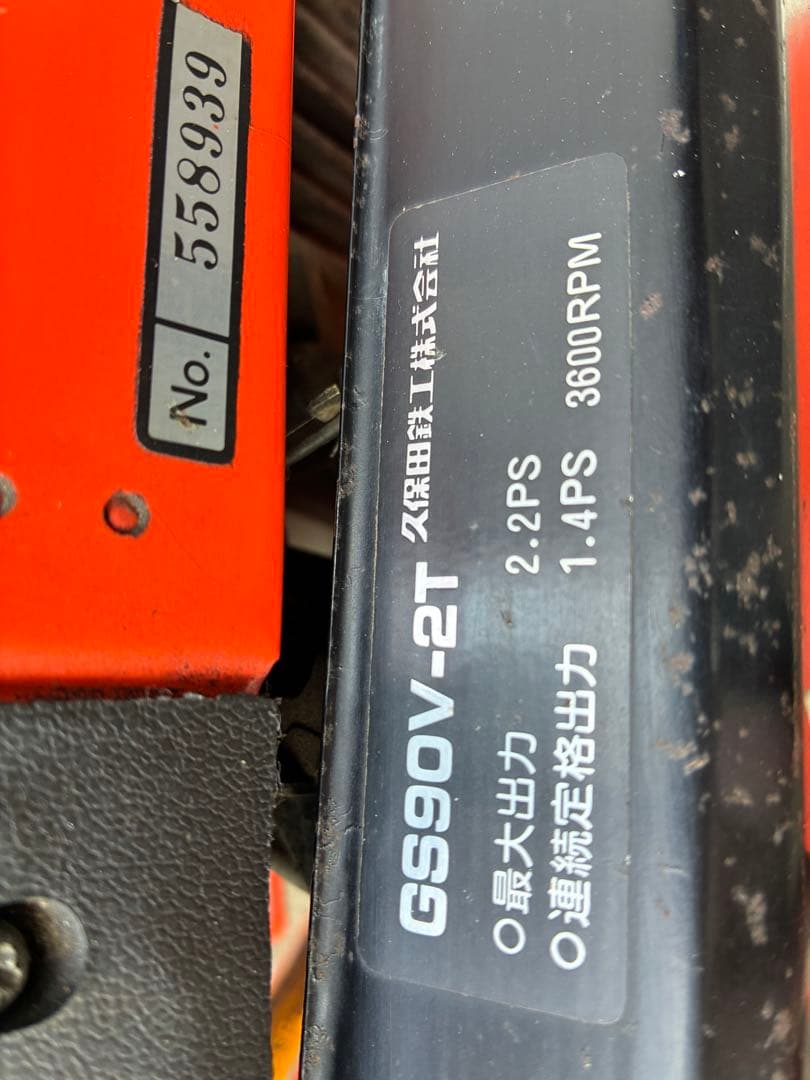 No. 558939
GS90V-2T 久保田鉄工株式会社
○最大出力 2.2PS
○連続定格出力 1.4PS 3600RPM